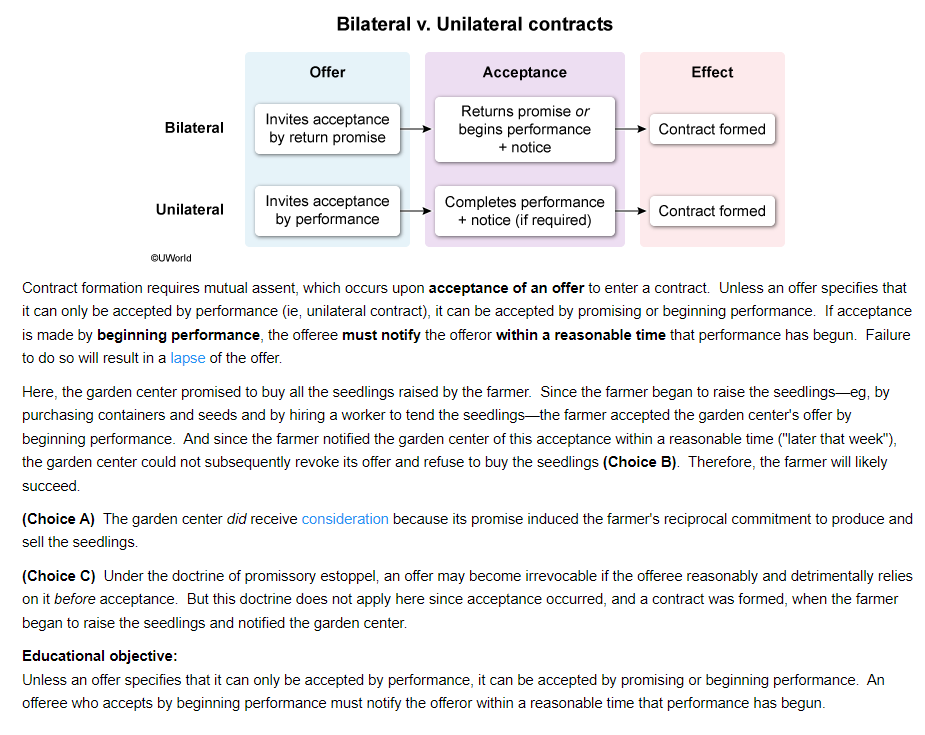 Bilateral v. Unilateral contracts
Offer
Acceptance
Effect
Bilateral
Invites acceptance
by return promise
Returns promise or
begins performance
+ notice
Contract formed
Unilateral
Invites acceptance
by performance
Completes performance
+ notice (if required)
Contract formed
©UWorld
Contract formation requires mutual assent, which occurs upon acceptance of an offer to enter a contract. Unless an offer specifies that
it can only be accepted by performance (ie, unilateral contract), it can be accepted by promising or beginning performance. If acceptance
is made by beginning performance, the offeree must notify the offeror within a reasonable time that performance has begun. Failure
to do so will result in a lapse of the offer.
Here, the garden center promised to buy all the seedlings raised by the farmer. Since the farmer began to raise the seedlings—eg, by
purchasing containers and seeds and by hiring a worker to tend the seedlings—the farmer accepted the garden center's offer by
beginning performance. And since the farmer notified the garden center of this acceptance within a reasonable time ("later that week"),
the garden center could not subsequently revoke its offer and refuse to buy the seedlings (Choice B). Therefore, the farmer will likely
succeed.
(Choice A) The garden center did receive consideration because its promise induced the farmer's reciprocal commitment to produce and
sell the seedlings.
(Choice C) Under the doctrine of promissory estoppel, an offer may become irrevocable if the offeree reasonably and detrimentally relies
on it before acceptance. But this doctrine does not apply here since acceptance occurred, and a contract was formed, when the farmer
began to raise the seedlings and notified the garden center.
Educational objective:
Unless an offer specifies that it can only be accepted by performance, it can be accepted by promising or beginning performance. An
offeree who accepts by beginning performance must notify the offeror within a reasonable time that performance has begun.